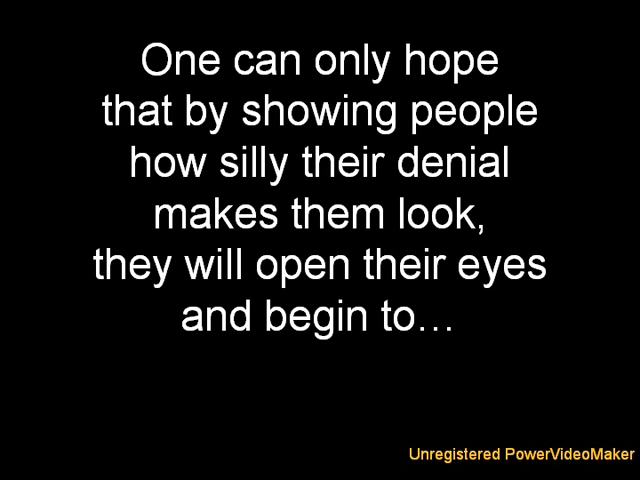 One can only hope
that by showing people
how silly their denial
makes them look,
they will open their eyes
and begin to…
Unregistered PowerVideoMaker